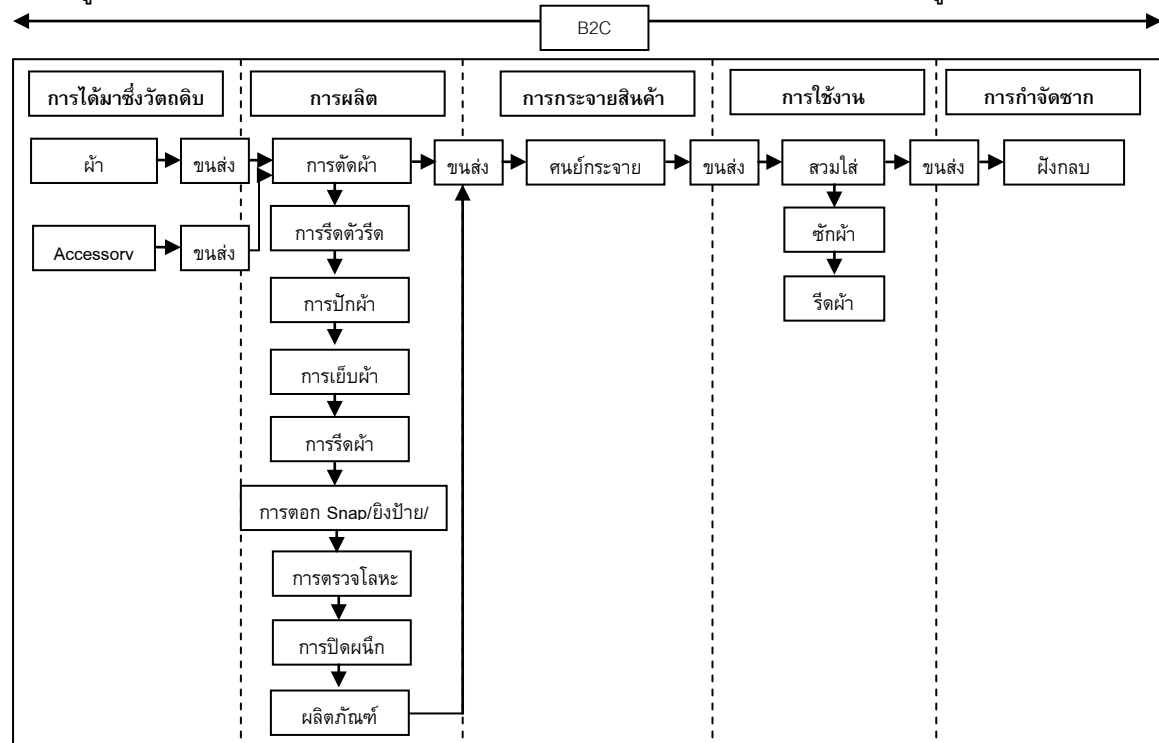 B2C
การได้มาซึ่งวัตถุดิบ
การผลิต
การกระจายสินค้า
การใช้งาน
การกำจัดซาก
ผ้า
ขนส่ง
การตัดผ้า
ขนส่ง
ศนย์กระจาย
ขนส่ง
สวมใส่
ขนส่ง
ฝังกลบ
Accessorv
ขนส่ง
การรีดตัวรีด
ซักผ้า
การปักผ้า
รีดผ้า
การเย็บผ้า
การรีดผ้า
การตอก Snap/ยิงป้าย/
การตรวจโลหะ
การปิดผนึก
ผลิตภัณฑ์